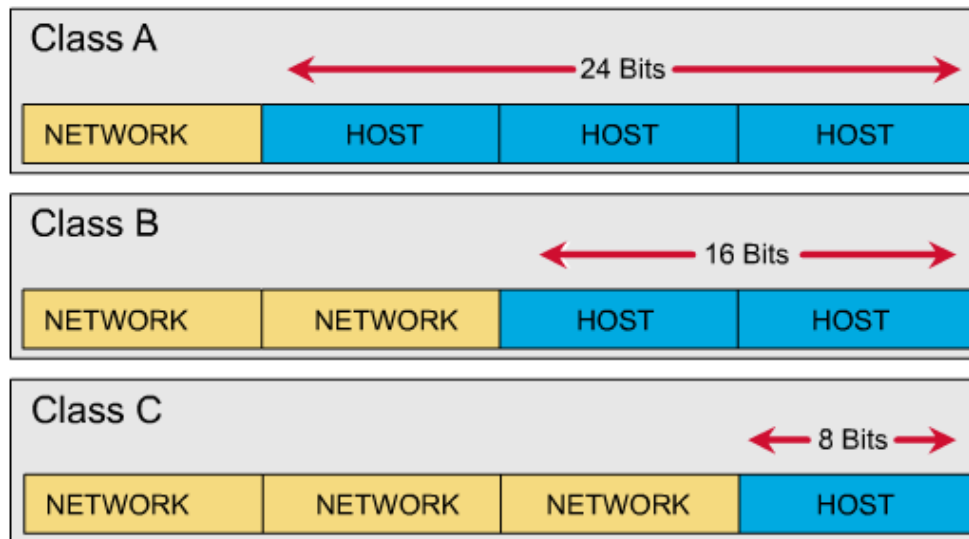 Class A
24 Bits
NETWORK HOST HOST HOST
Class B
16 Bits
NETWORK NETWORK HOST HOST
Class C
8 Bits
NETWORK NETWORK NETWORK HOST